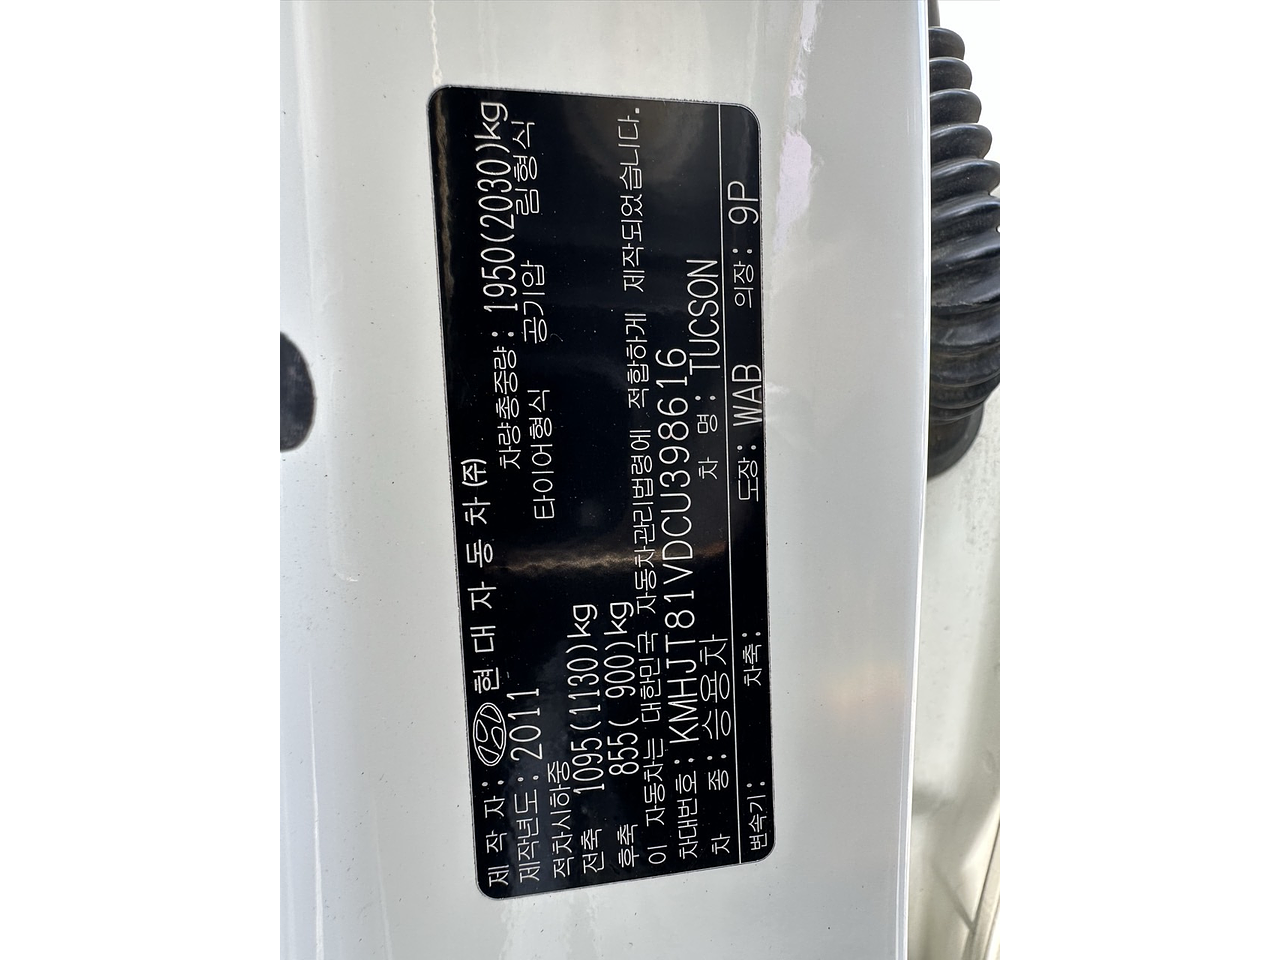 제 작 자 : 현 대 자 동 차 (주)
제작년도 : 2011 차량총중량 : 1950(2030)kg
적차시하중 타이어형식 공기압 림형식
전축 1095(1130)kg
후축 855( 900)kg
이 자동차는 대한민국 자동차관리법령에 적합하게 제작되었습니다.
차대번호 : KMHJT81VDCU398616
차 종 : 승용차 차 명 : TUCSON
변속기 : 차축 : 도장 : WAB 의장 : 9P